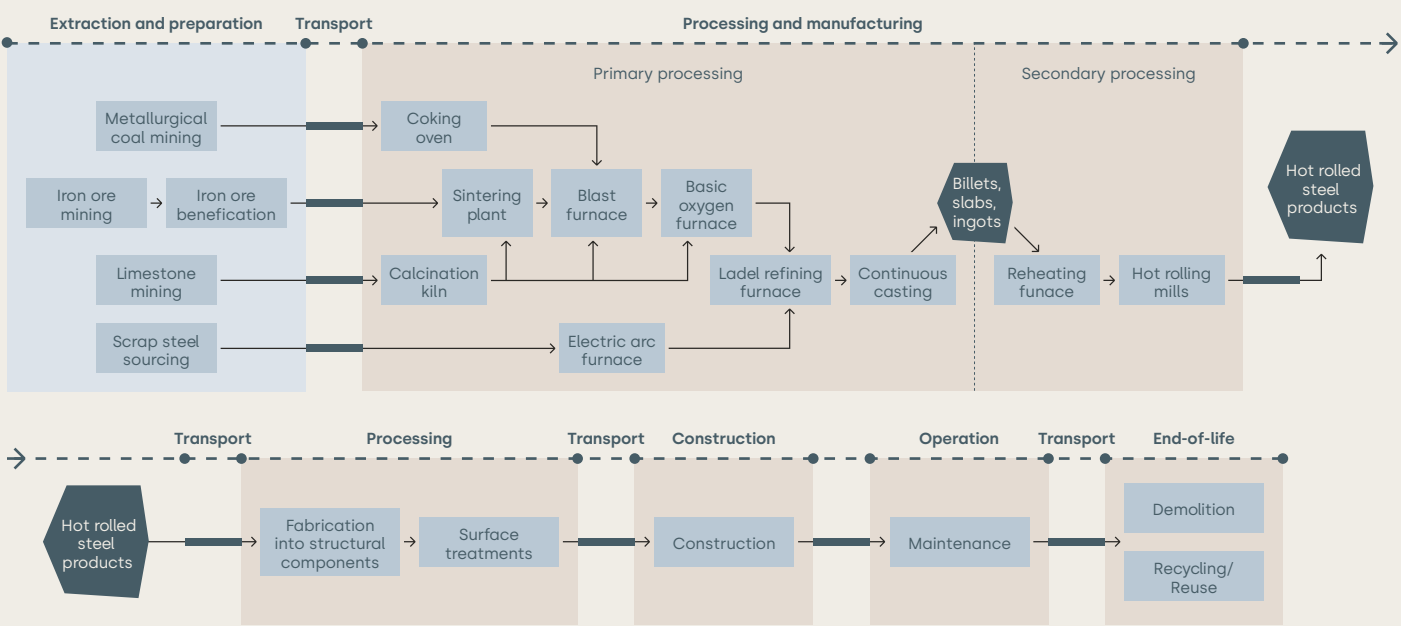 Extraction and preparation
Transport
Processing and manufacturing
Primary processing
Secondary processing
Metallurgical
coal mining
Coking
oven
Iron ore
mining
Iron ore
benefication
Sintering
plant
Blast
furnace
Basic
oxygen
furnace
Billets,
slabs,
ingots
Hot rolled
steel
products
Limestone
mining
Calcination
kiln
Ladel refining
furnace
Continuous
casting
Reheating
funace
Hot rolling
mills
Scrap steel
sourcing
Electric arc
furnace
Transport
Processing
Transport
Construction
Operation
Transport
End-of-life
Hot rolled
steel
products
Fabrication
into structural
components
Surface
treatments
Construction
Maintenance
Demolition
Recycling/
Reuse